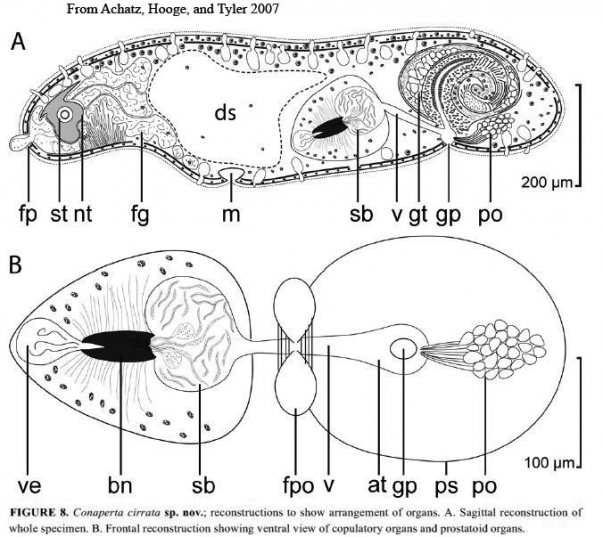 From Achatz, Hooge, and Tyler 2007
A
ds
200 µm
fp st nt fg m sb v gt gp po
B
100 µm
ve bn sb fpo v at gp ps po
FIGURE 8. Conaperta cirrata sp. nov.; reconstructions to show arrangement of organs. A. Sagittal reconstruction of
whole specimen. B. Frontal reconstruction showing ventral view of copulatory organs and prostatoid organs.